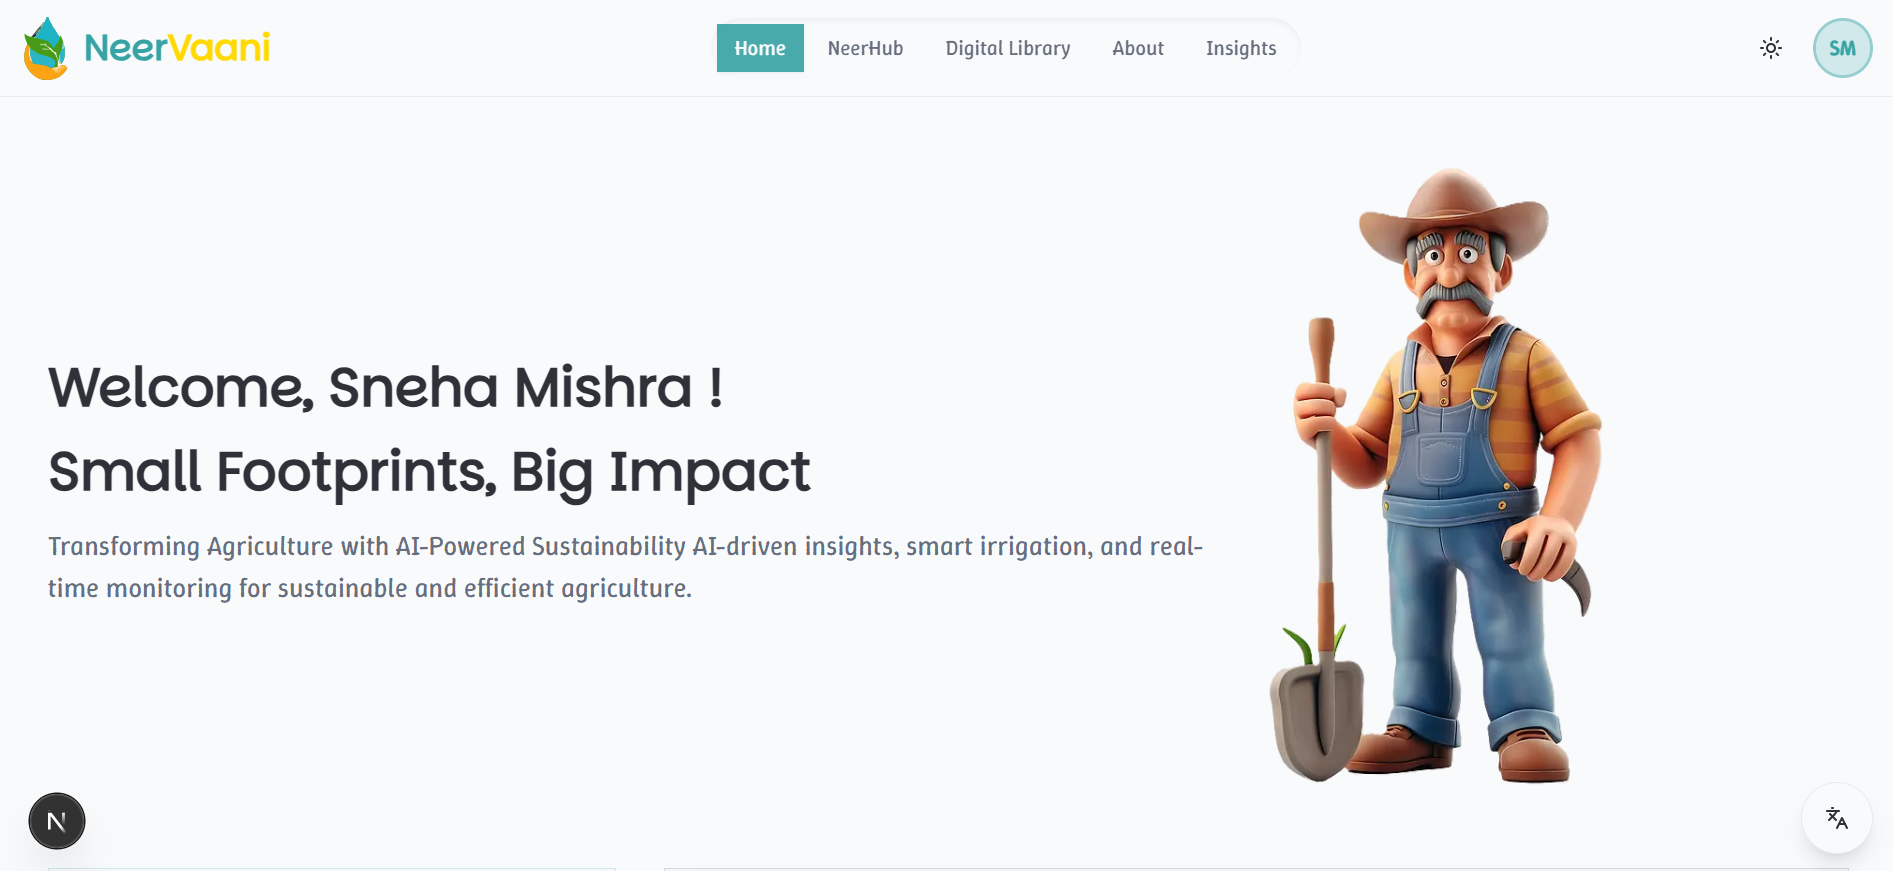 NeerVaani
Home
NeerHub
Digital Library
About
Insights
SM
Welcome, Sneha Mishra !
Small Footprints, Big Impact
Transforming Agriculture with AI-Powered Sustainability AI-driven insights, smart irrigation, and real-
time monitoring for sustainable and efficient agriculture.
N